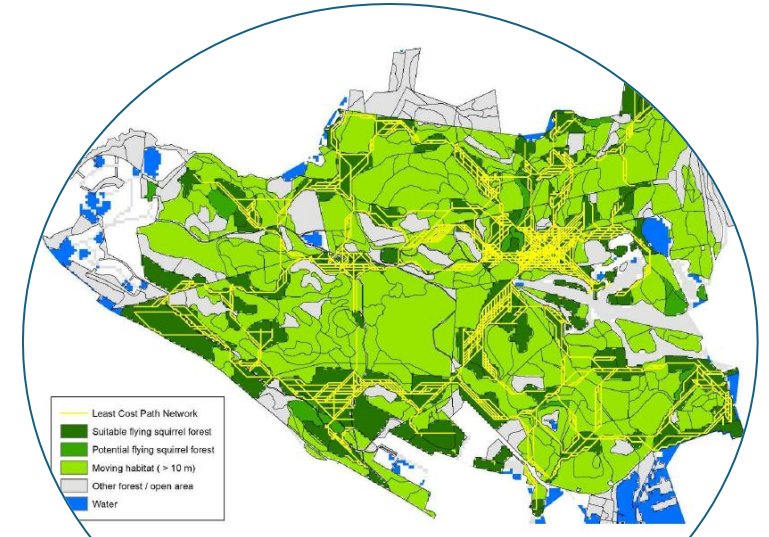 Least Cost Path Network
Suitable flying squirrel forest
Potential flying squirrel forest
Moving habitat ( > 10 m)
Other forest / open area
Water